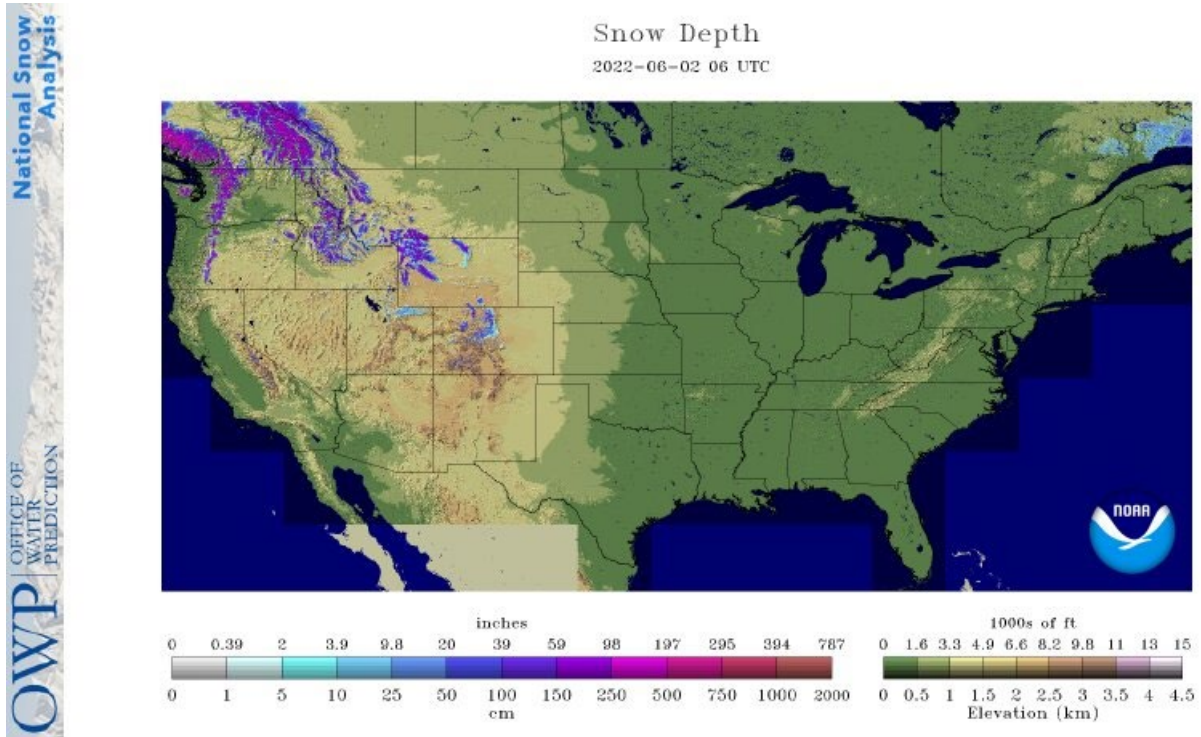 National Snow
Analysis
OWP
OFFICE OF
WATER
PREDICTION
Snow Depth
2022-06-02 06 UTC
NOAA
inches
0 0.39 2 3.9 9.8 20 39 59 98 197 295 394 787
0 1 5 10 25 50 100 150 250 500 750 1000 2000
cm
1000s of ft
0 1.6 3.3 4.9 6.6 8.2 9.8 11 13 15
0 0.5 1 1.5 2 2.5 3 3.5 4 4.5
Elevation (km)